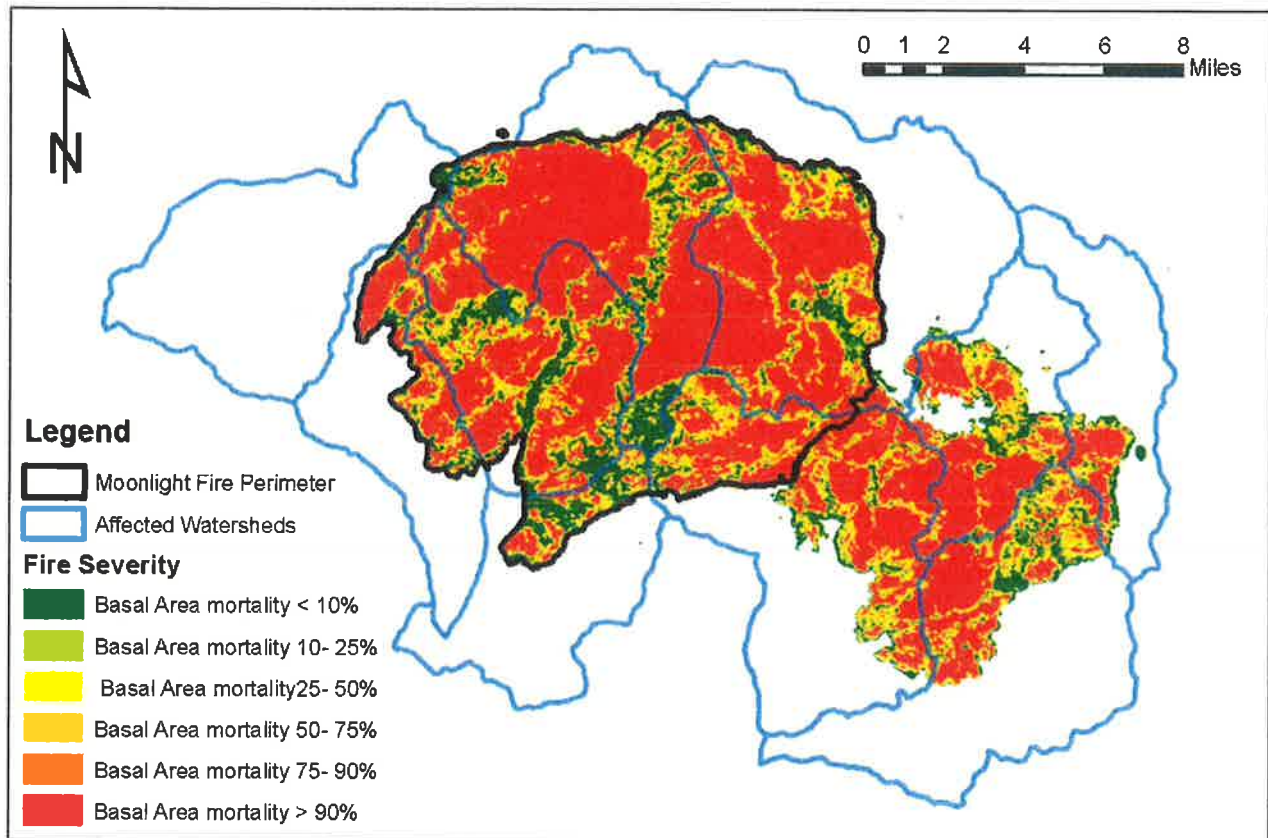 0 1 2 4 6 8
Miles
N
Legend
Moonlight Fire Perimeter
Affected Watersheds
Fire Severity
Basal Area mortality < 10%
Basal Area mortality 10- 25%
Basal Area mortality25- 50%
Basal Area mortality 50- 75%
Basal Area mortality 75- 90%
Basal Area mortality > 90%